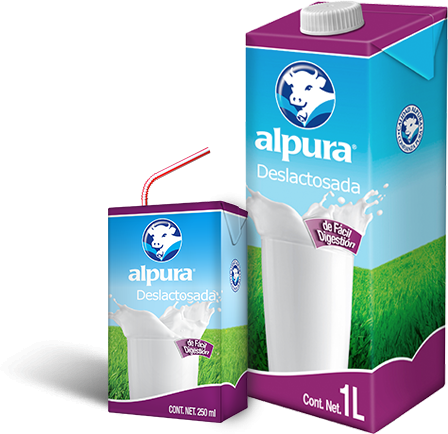 alpura®
Deslactosada
de Fácil
Digestión
Cont. Net. 1L
alpura®
Deslactosada
de Fácil
Digestión
CONT. NET. 250 ml